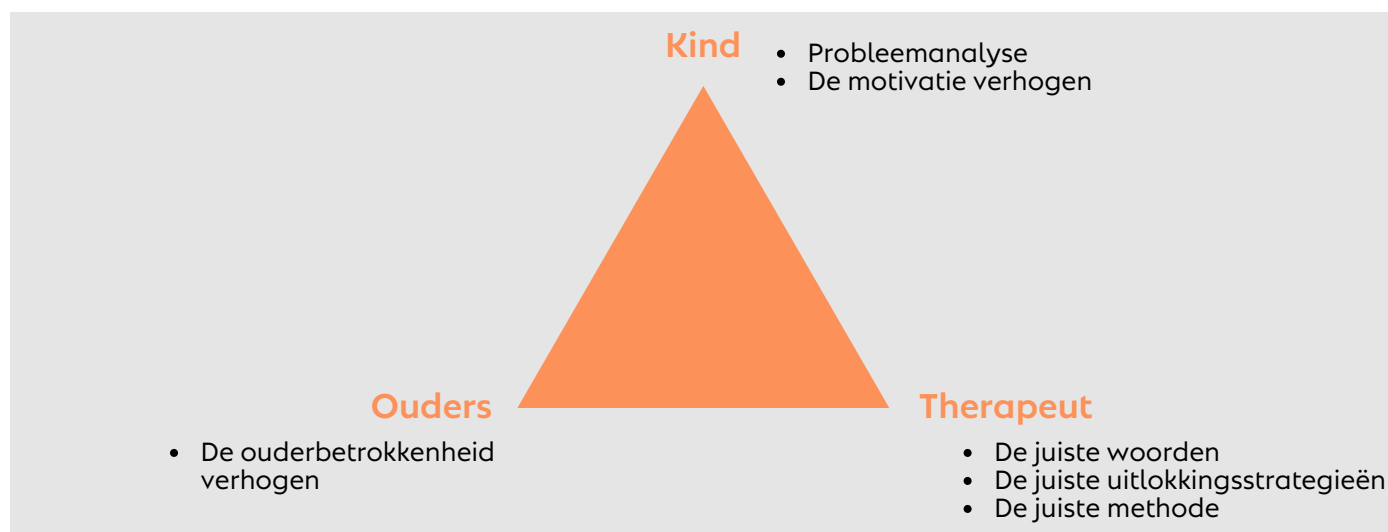 Kind
• Probleemanalyse
• De motivatie verhogen
Ouders
• De ouderbetrokkenheid
verhogen
Therapeut
• De juiste woorden
• De juiste uitlokkingsstrategieën
• De juiste methode